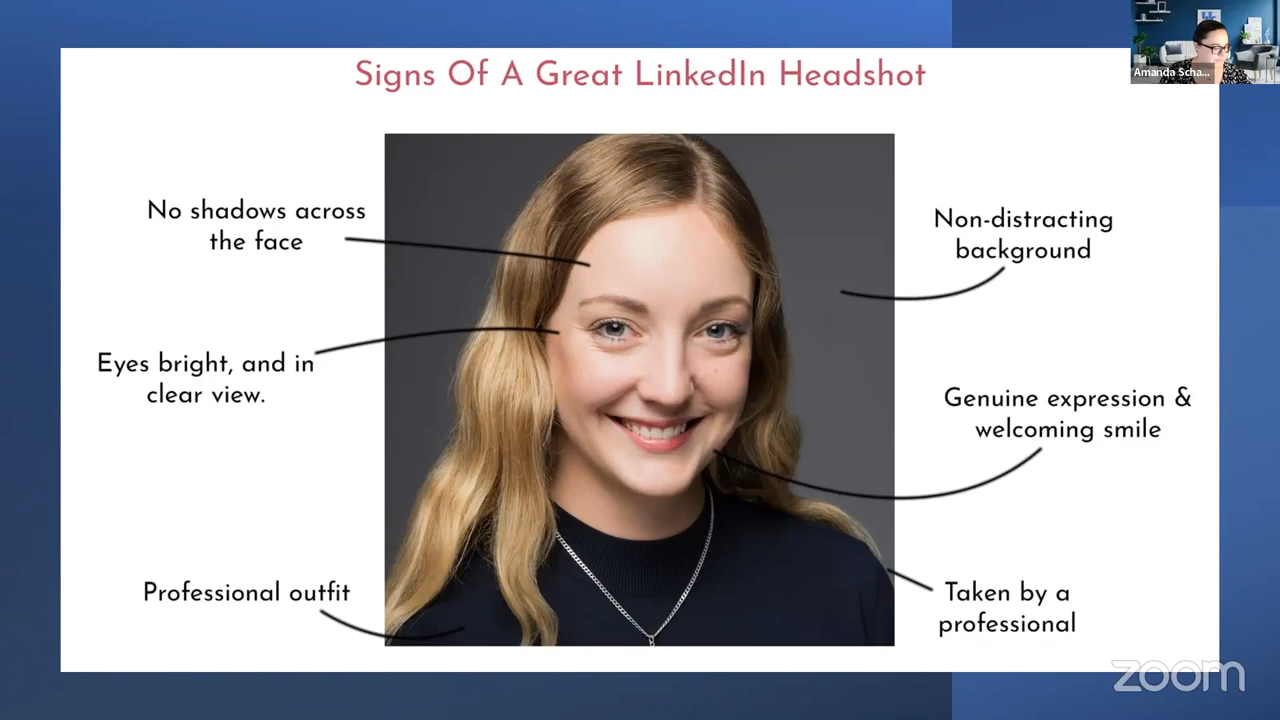 Signs Of A Great LinkedIn Headshot
Amanda Scha...
No shadows across
the face
Non-distracting
background
Eyes bright, and in
clear view.
Genuine expression &
welcoming smile
Professional outfit
Taken by a
professional
zoom